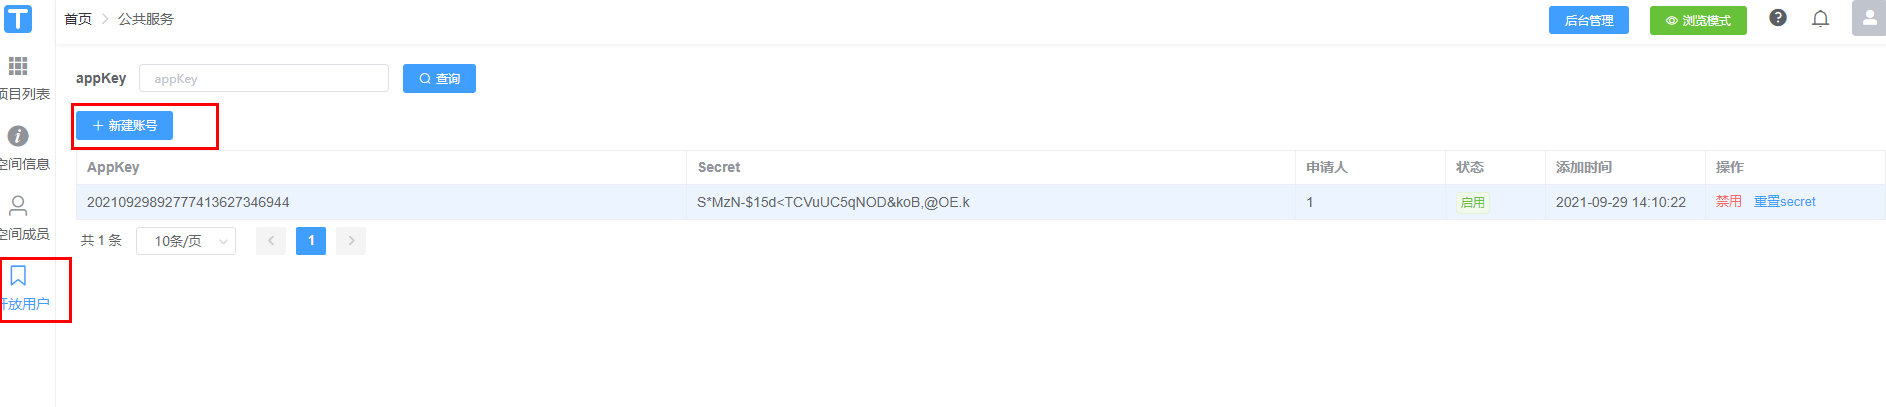 T
首页 > 公共服务
后台管理
浏览模式
项目列表
空间信息
空间成员
开放用户
appKey appKey 查询
+ 新建账号
AppKey Secret 申请人 状态 添加时间 操作
20210929892777413627346944 S*MzN-$15d<TCVuUC5qNOD&koB,@OE.k 1 启用 2021-09-29 14:10:22 禁用 重置secret
共 1 条 10条/页 < 1 >